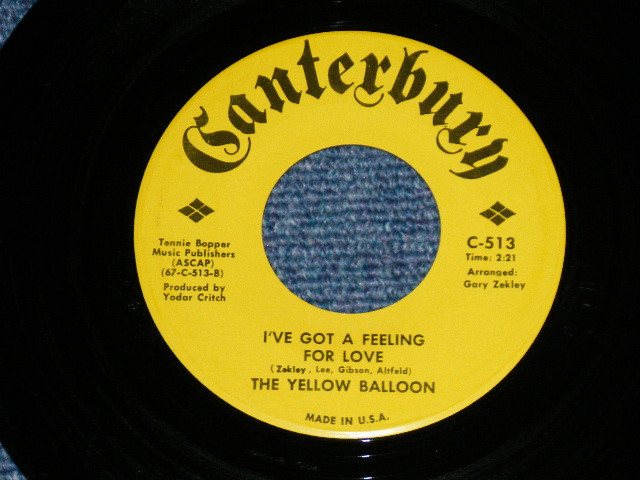 Canterbury
Tennie Bopper
Music Publishers
(ASCAP)
(67-C-513-B)
Produced by
Yodar Critch
C-513
Time: 2:21
Arranged:
Gary Zekley
I'VE GOT A FEELING
FOR LOVE
(Zekley, Lee, Gibson, Altfeld)
THE YELLOW BALLOON
MADE IN U.S.A.